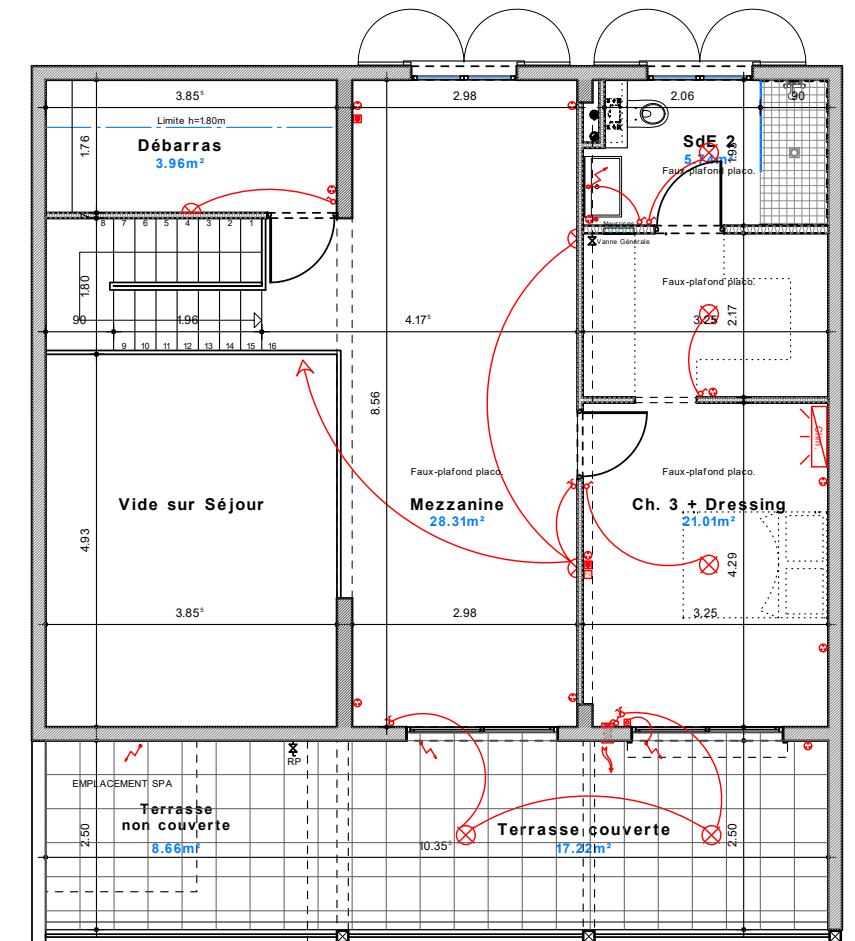 3.85⁵
2.98
2.06
90
Limite h=1.80m
Débarras
3.96m²
1.76
SdE 2
Faux-plafond placo.
8 7 6 5 4 3 2 1
Nourrices
Vanne Générale
1.80
Faux-plafond placo.
90
1.96
4.17⁵
3.25
2.17
9 10 11 12 13 14 15 16
8.56
Clim.
Faux-plafond placo.
Faux-plafond placo.
Vide sur Séjour
Mezzanine
28.31m²
Ch. 3 + Dressing
21.01m²
4.93
4.29
3.85⁵
2.98
3.25
RP
EMPLACEMENT SPA
Terrasse
non couverte
8.66m²
2.50
10.35⁵
Terrasse couverte
17.22m²
2.50